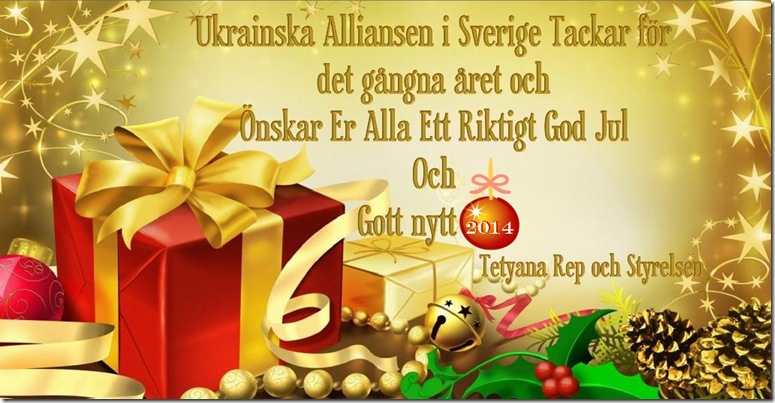 Ukrainska Alliansen i Sverige Tackar för
det gångna året och
Önskar Er Alla Ett Riktigt God Jul
Och
Gott nytt 2014
Tetyana Rep och Styrelsen